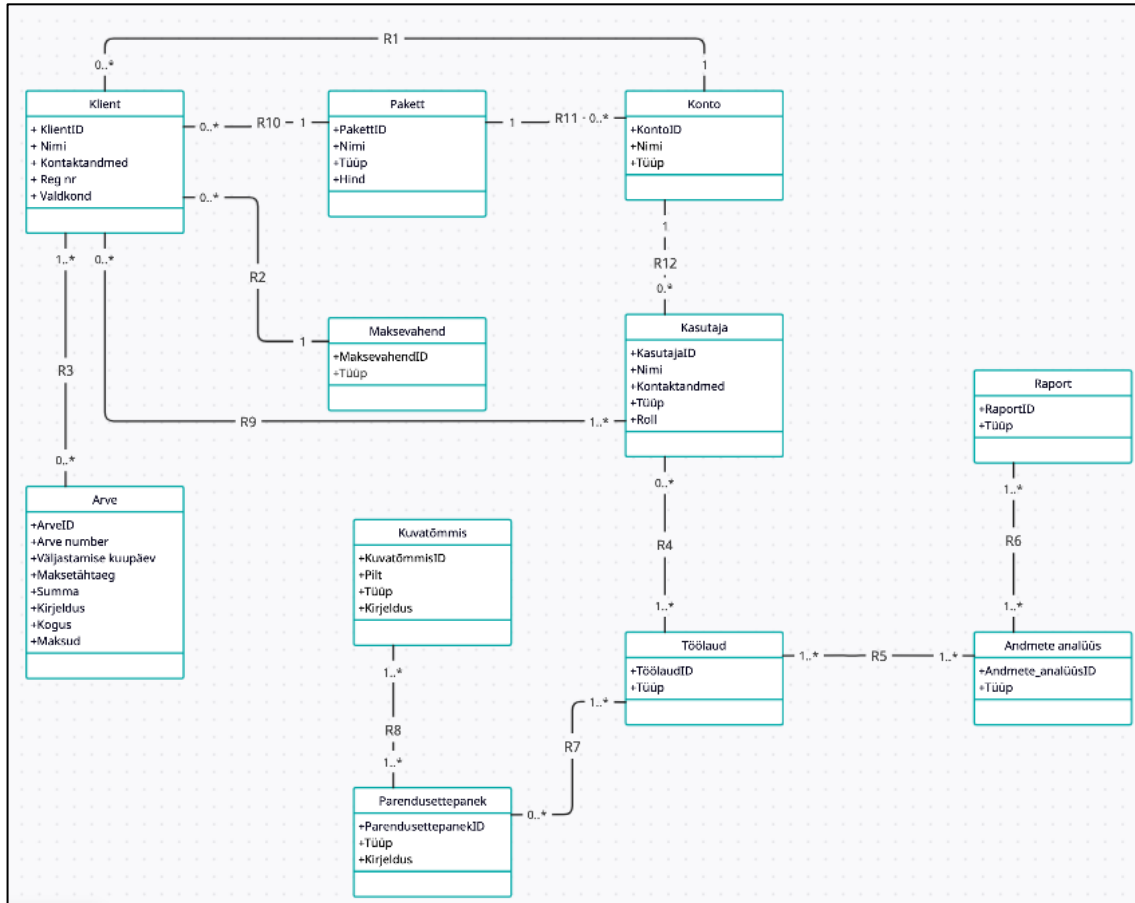 R1
0..*
1
Klient
+ KlientID
+ Nimi
+ Kontaktandmed
+ Reg nr
+ Valdkond
0..*
R10
1
Pakett
+PakettID
+Nimi
+Tüüp
+Hind
1
R11
0..*
Konto
+KontoID
+Nimi
+Tüüp
0..*
R2
1
Maksevahend
+MaksevahendID
+Tüüp
1
R12
0..*
Kasutaja
+KasutajaID
+Nimi
+Kontaktandmed
+Tüüp
+Roll
1..*
R3
0..*
0..*
R9
1..*
Raport
+RaportID
+Tüüp
Arve
+ArveID
+Arve number
+Väljastamise kuupäev
+Maksetähtaeg
+Summa
+Kirjeldus
+Kogus
+Maksud
Kuvatõmmis
+KuvatõmmisID
+Pilt
+Tüüp
+Kirjeldus
0..*
R4
1..*
1..*
R6
1..*
Töölaud
+TöölaudID
+Tüüp
1..*
R5
1..*
Andmete analüüs
+Andmete_analüüsID
+Tüüp
1..*
R8
1..*
1..*
R7
0..*
Parendusettepanek
+ParendusettepanekID
+Tüüp
+Kirjeldus